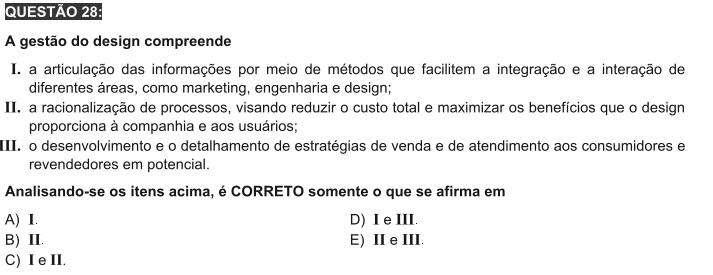 QUESTÃO 28:
A gestão do design compreende
I. a articulação das informações por meio de métodos que facilitem a integração e a interação de
diferentes áreas, como marketing, engenharia e design;
II. a racionalização de processos, visando reduzir o custo total e maximizar os benefícios que o design
proporciona à companhia e aos usuários;
III. o desenvolvimento e o detalhamento de estratégias de venda e de atendimento aos consumidores e
revendedores em potencial.
Analisando-se os itens acima, é CORRETO somente o que se afirma em
A) I.
B) II.
C) I e II.
D) I e III.
E) II e III.